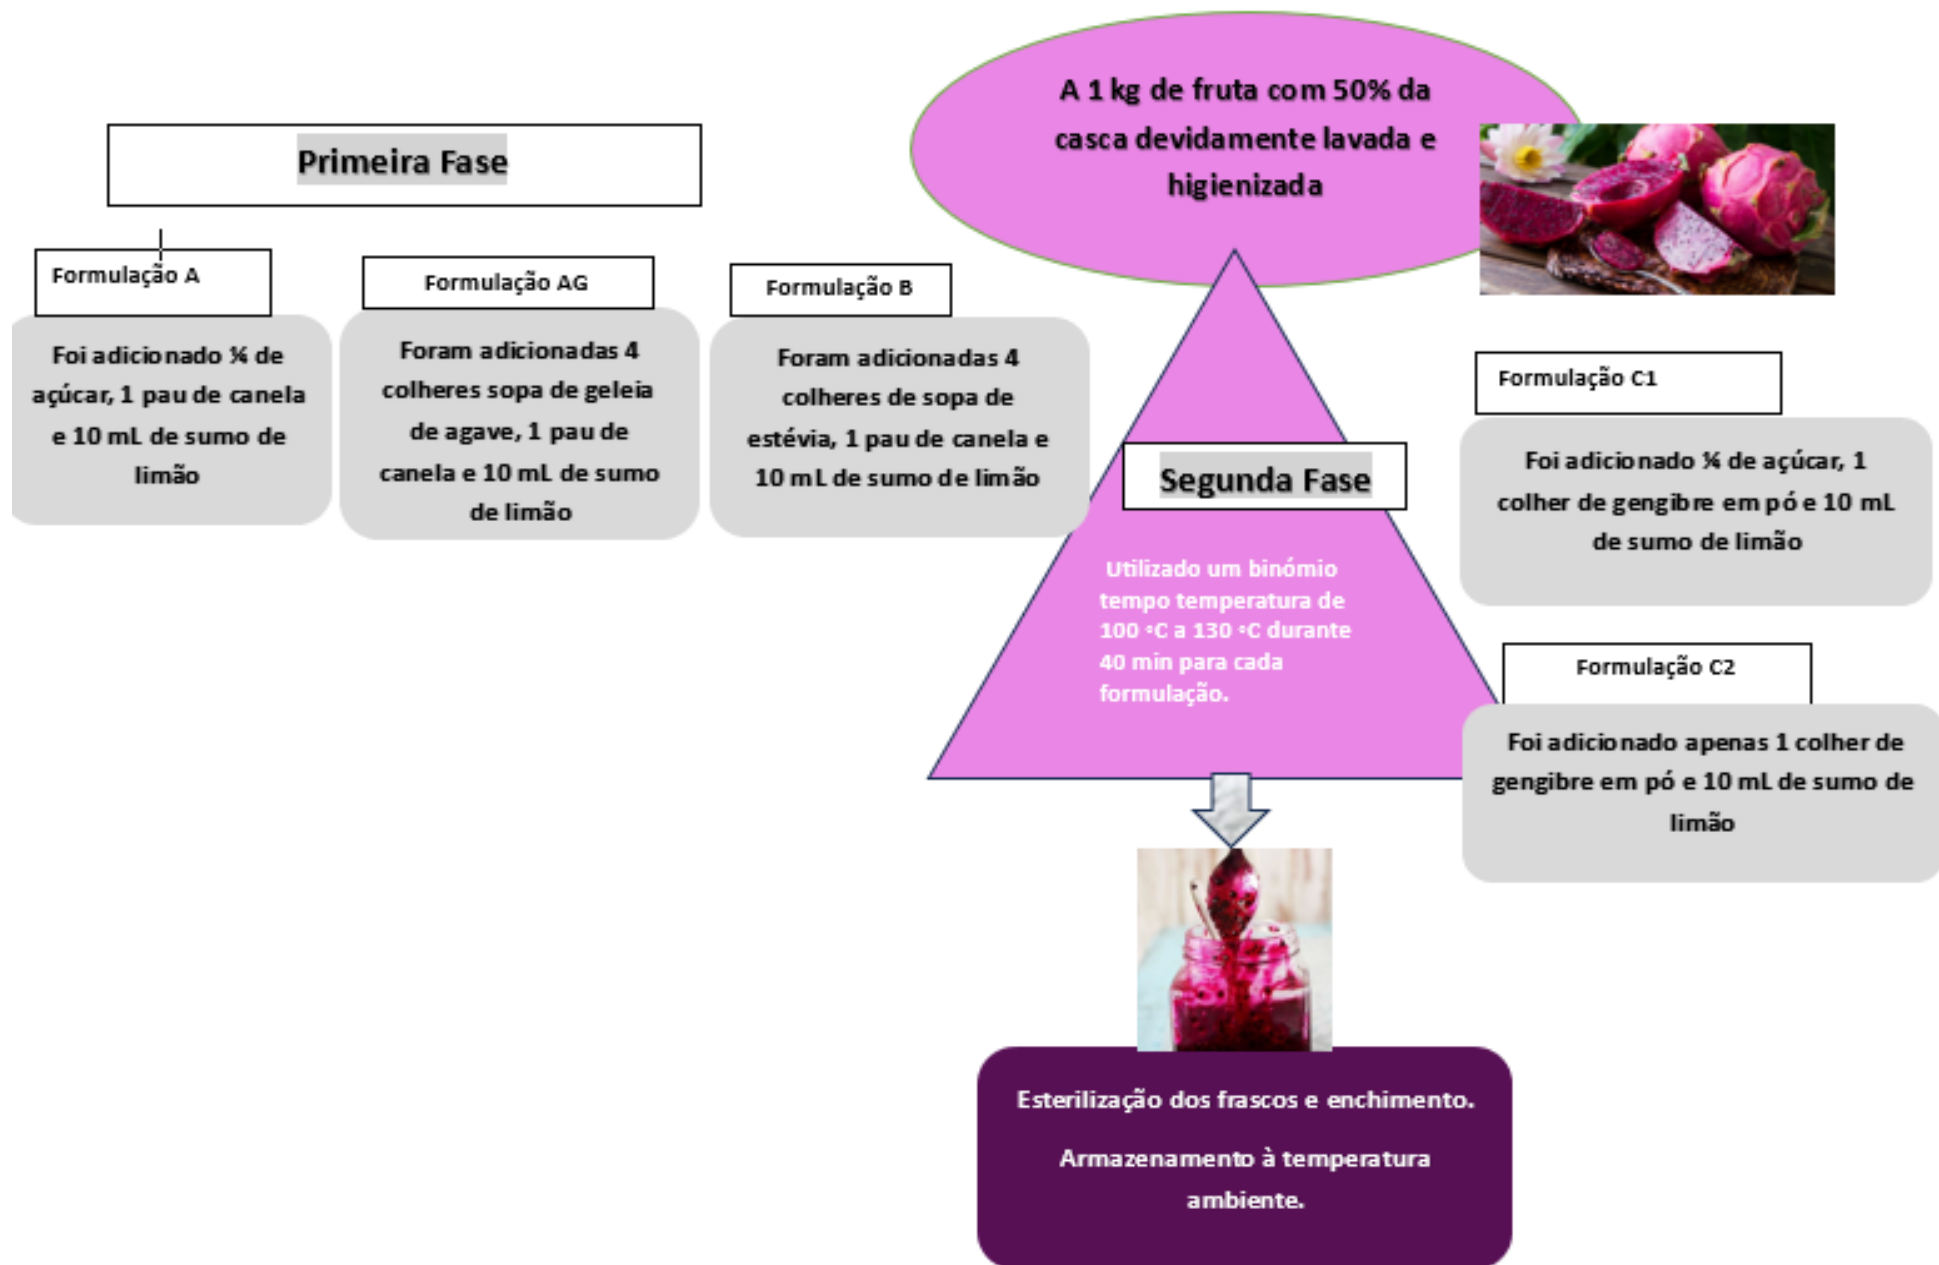 A 1 kg de fruta com 50% da
casca devidamente lavada e
higienizada
Primeira Fase
Formulação A
Foi adicionado ¼ de
açúcar, 1 pau de canela
e 10 mL de sumo de
limão
Formulação AG
Foram adicionadas 4
colheres sopa de geleia
de agave, 1 pau de
canela e 10 mL de sumo
de limão
Formulação B
Foram adicionadas 4
colheres de sopa de
estévia, 1 pau de canela e
10 mL de sumo de limão
Segunda Fase
Utilizado um binómio
tempo temperatura de
100 ◦C a 130 ◦C durante
40 min para cada
formulação.
Formulação C1
Foi adicionado ¼ de açúcar, 1
colher de gengibre em pó e 10 mL
de sumo de limão
Formulação C2
Foi adicionado apenas 1 colher de
gengibre em pó e 10 mL de sumo de
limão
Esterilização dos frascos e enchimento.
Armazenamento à temperatura
ambiente.